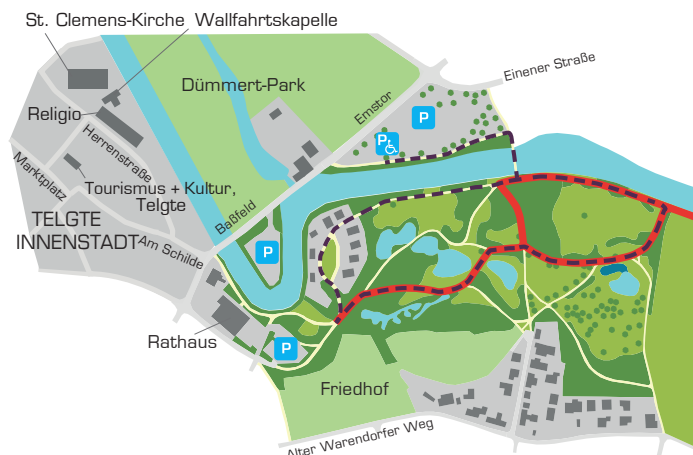 St. Clemens-Kirche
Wallfahrtskapelle
Einener Straße
Dümmert-Park
Emstor
P
P
Religio
Herrenstraße
Marktplatz
Tourismus + Kultur,
Telgte
TELGTE
INNENSTADT
Baßfeld
Am Schilde
P
Rathaus
P
Friedhof
Alter Warendorfer Weg